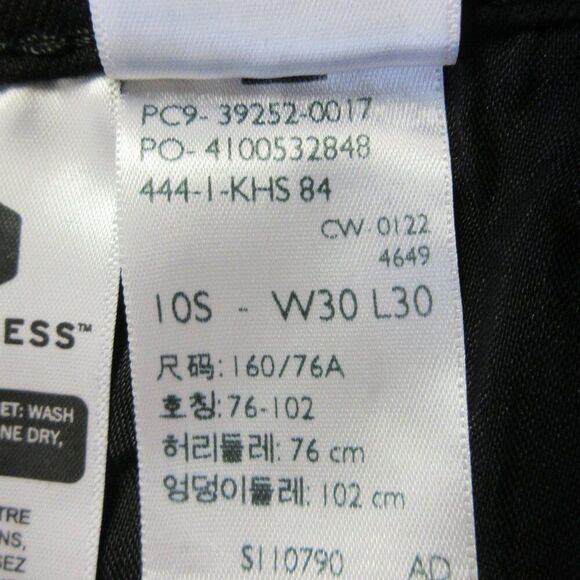 PC9- 39252-0017
PO- 4100532848
444-1-KHS 84
CW- 0122
4649
10S - W30 L30
尺码: 160/76A
호칭: 76-102
허리둘레: 76 cm
엉덩이둘레: 102 cm
S110790 AD
ESS™
ET: WASH
NE DRY,
TRE
NS,
SEZ